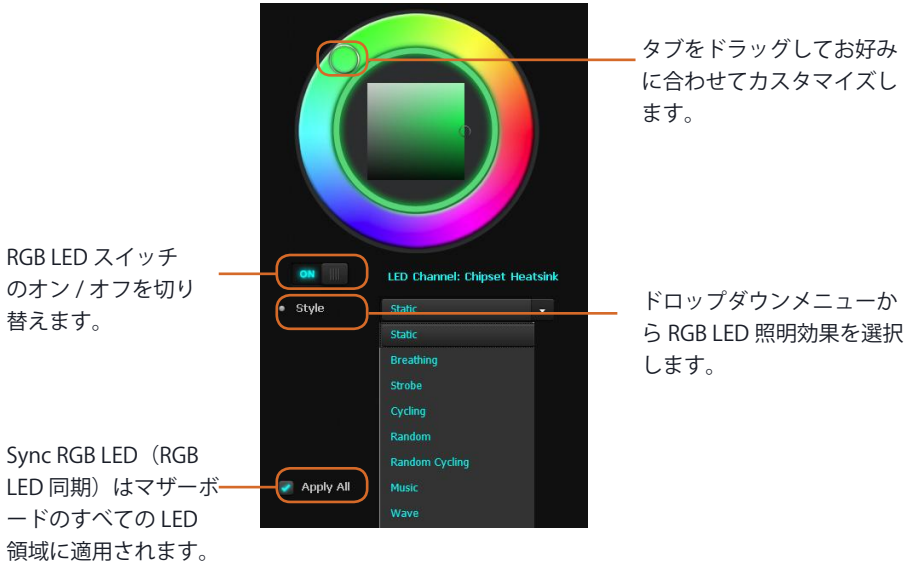 タブをドラッグしてお好み
に合わせてカスタマイズし
ます。
RGB LED スイッチ
のオン / オフを切り
替えます。
ON
LED Channel: Chipset Heatsink
Style
Static
ドロップダウンメニューか
ら RGB LED 照明効果を選択
します。
Static
Breathing
Strobe
Cycling
Random
Random Cycling
Music
Wave
Sync RGB LED（RGB
LED 同期）はマザーボ
ードのすべての LED
領域に適用されます。
Apply All